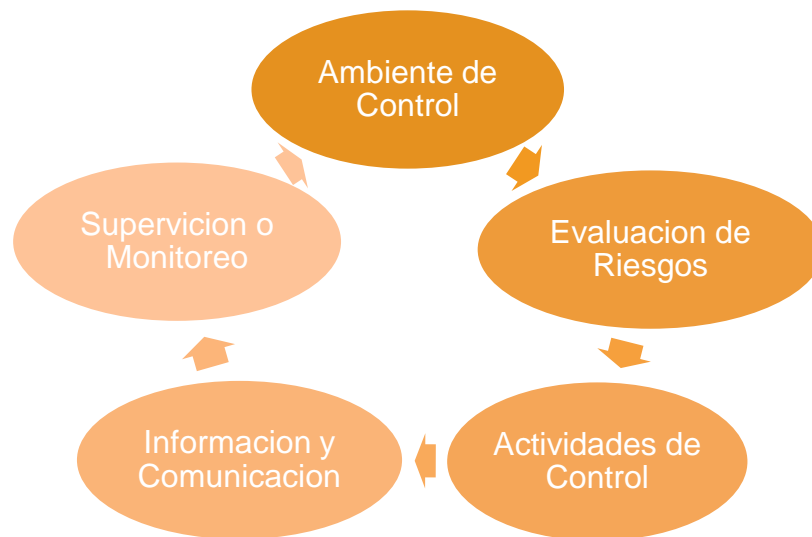 Ambiente de
Control
Evaluacion de
Riesgos
Actividades de
Control
Informacion y
Comunicacion
Supervicion o
Monitoreo